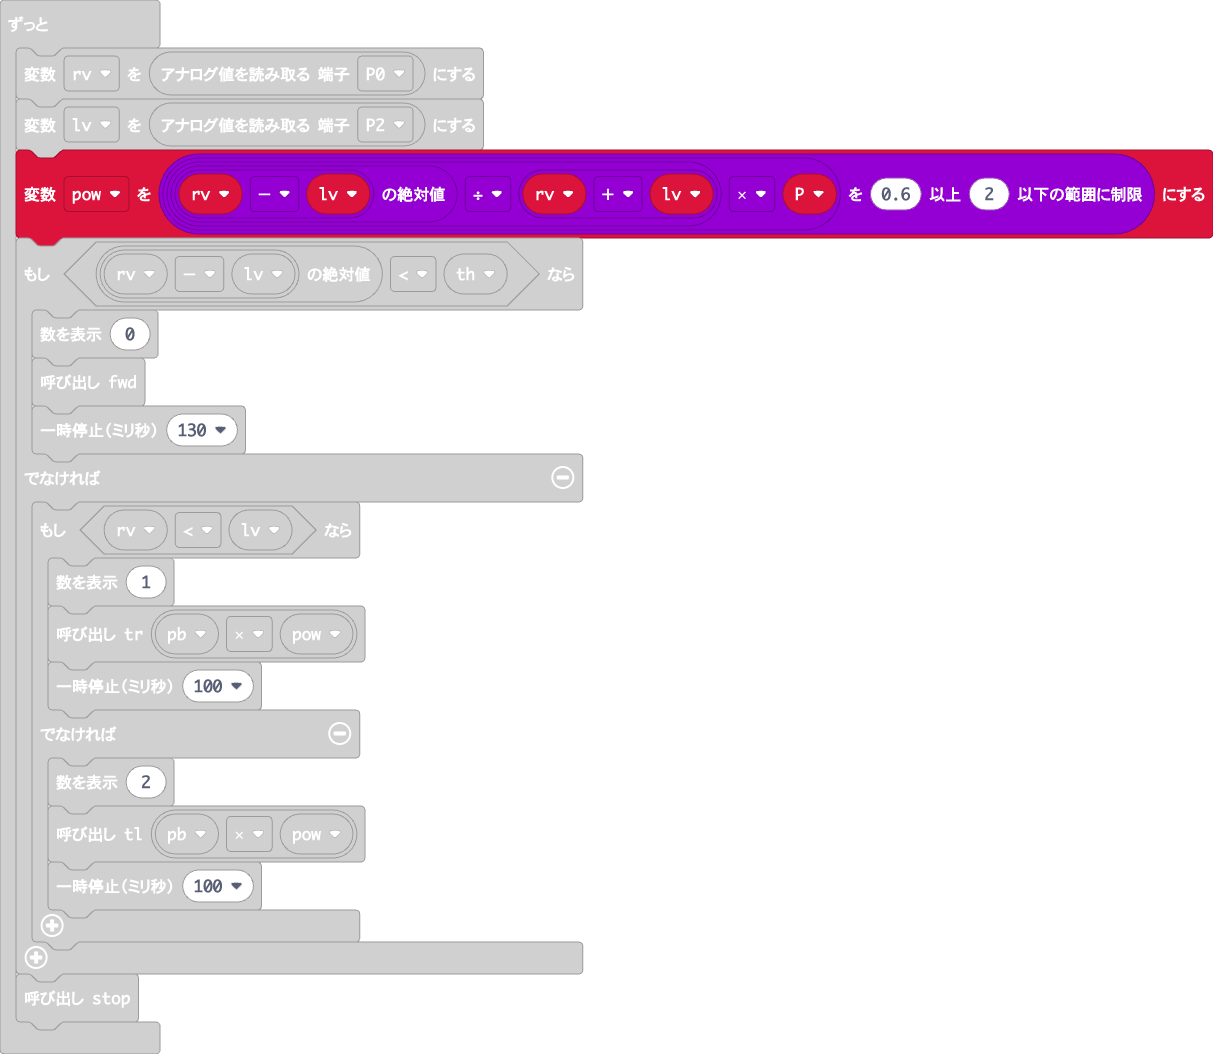 ずっと
変数 rv を アナログ値を読み取る 端子 P0 にする
変数 lv を アナログ値を読み取る 端子 P2 にする
変数 pow を rv - lv の絶対値 ÷ rv + lv × P を 0.6 以上 2 以下の範囲に制限 にする
もし rv - lv の絶対値 < th なら
数を表示 0
呼び出し fwd
一時停止(ミリ秒) 130
でなければ
もし rv < lv なら
数を表示 1
呼び出し tr pb × pow
一時停止(ミリ秒) 100
でなければ
数を表示 2
呼び出し tl pb × pow
一時停止(ミリ秒) 100
呼び出し stop